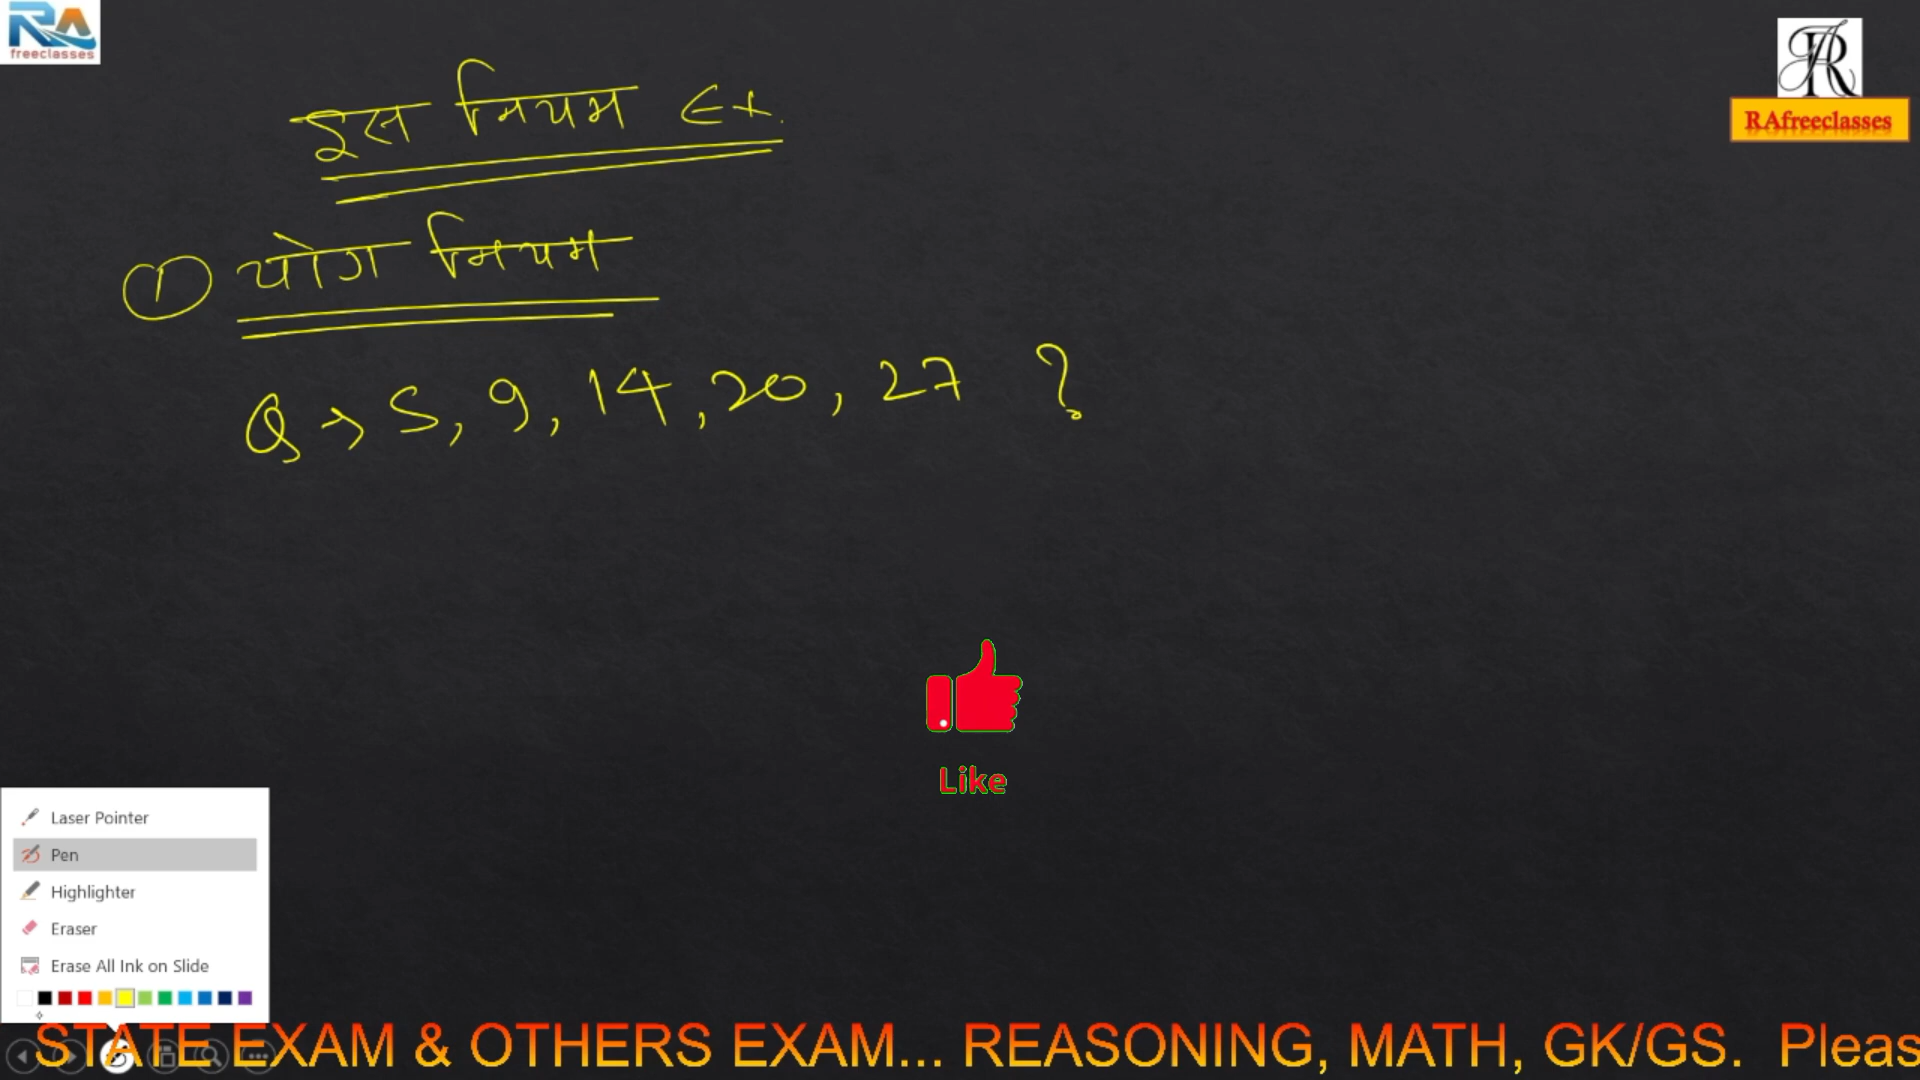 RA
freeclasses
RAfreeclasses
इस नियम Ex.
① योग नियम
Q → 5, 9, 14, 20, 27 ?
Like
Laser Pointer
Pen
Highlighter
Eraser
Erase All Ink on Slide
STATE EXAM & OTHERS EXAM... REASONING, MATH, GK/GS. Pleas